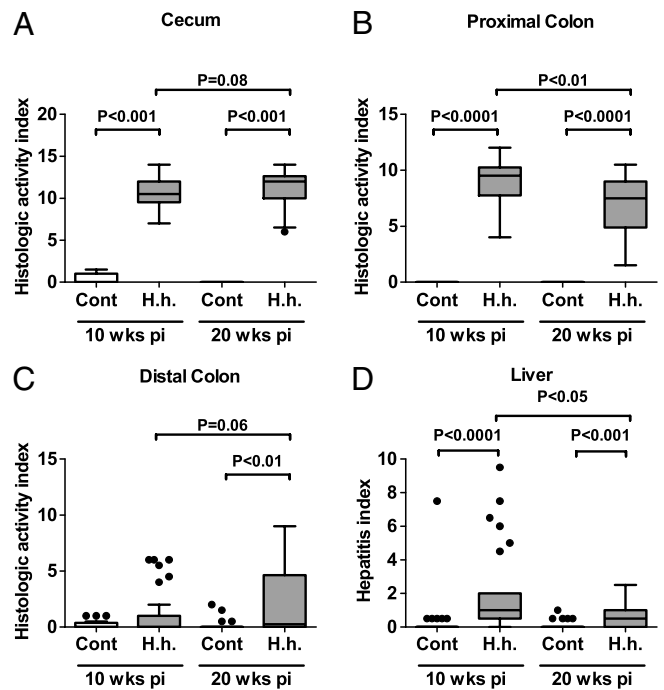 A
Cecum
P=0.08
P<0.001
P<0.001
Histologic activity index
20
15
10
5
0
Cont H.h. Cont H.h.
10 wks pi 20 wks pi
B
Proximal Colon
P<0.01
P<0.0001
P<0.0001
Histologic activity index
15
10
5
0
Cont H.h. Cont H.h.
10 wks pi 20 wks pi
C
Distal Colon
P=0.06
P<0.01
Histologic activity index
15
10
5
0
Cont H.h. Cont H.h.
10 wks pi 20 wks pi
D
Liver
P<0.05
P<0.0001
P<0.001
Hepatitis index
10
8
6
4
2
0
Cont H.h. Cont H.h.
10 wks pi 20 wks pi